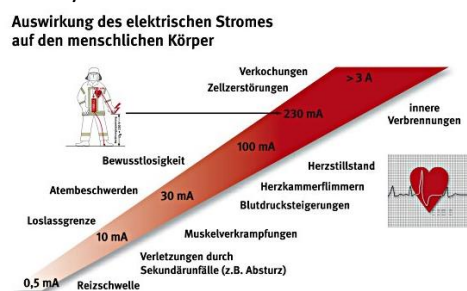 Auswirkung des elektrischen Stromes
auf den menschlichen Körper
Verkochungen
> 3 A
Zellzerstörungen
230 mA
innere
Verbrennungen
100 mA
Bewusstlosigkeit
Herzstillstand
Atembeschwerden
30 mA
Herzkammerflimmern
Blutdrucksteigerungen
Loslassgrenze
10 mA
Muskelverkrampfungen
Verletzungen durch
Sekundärunfälle (z.B. Absturz)
0,5 mA
Reizschwelle